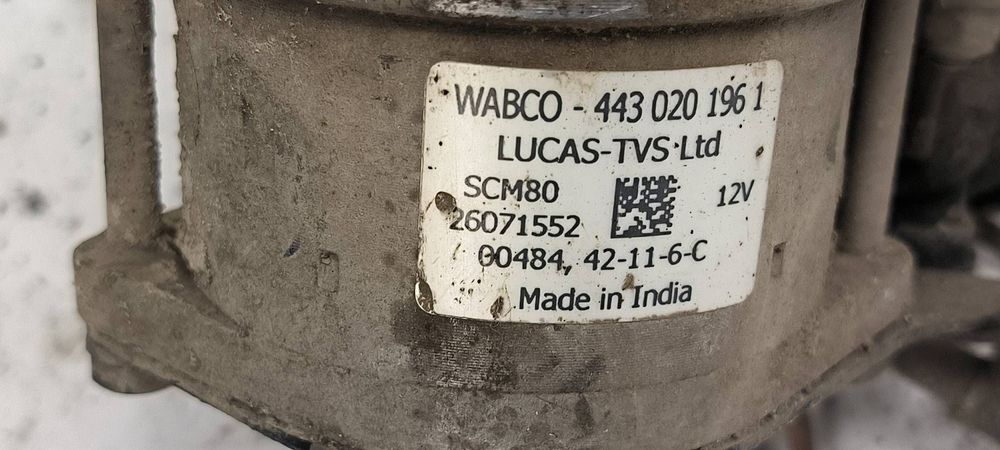 WABCO - 443 020 196 1
LUCAS-TVS Ltd
SCM80
12V
26071552
00484, 42-11-6-C
Made in India